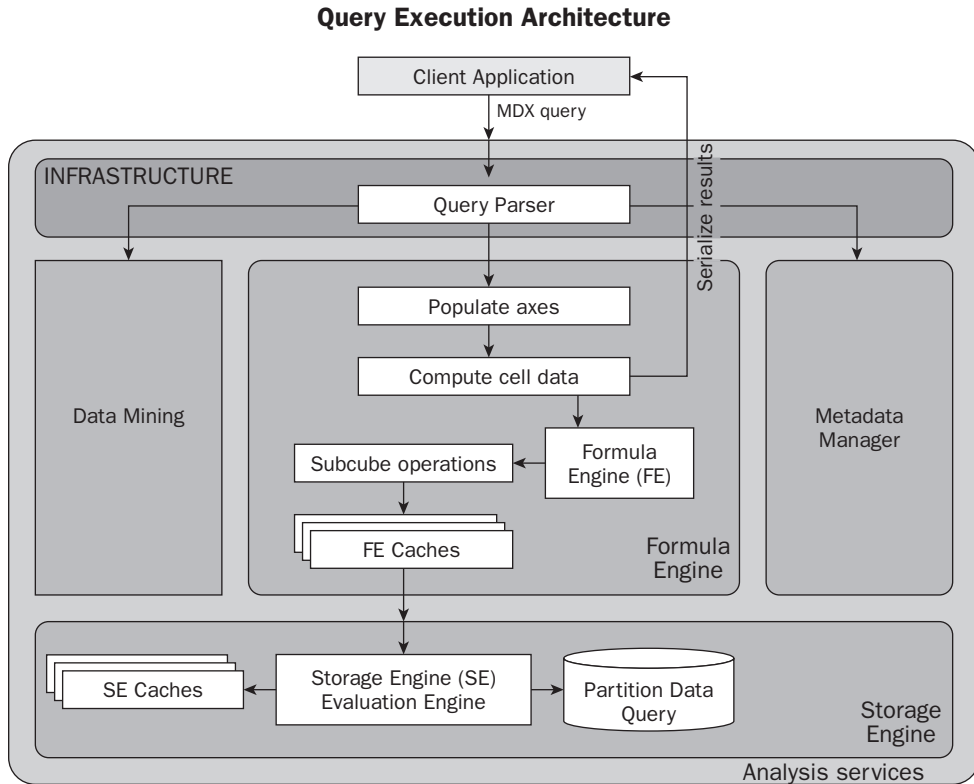 Query Execution Architecture
Client Application
MDX query
INFRASTRUCTURE
Query Parser
Serialize results
Populate axes
Compute cell data
Data Mining
Metadata
Manager
Formula
Engine (FE)
Subcube operations
FE Caches
Formula
Engine
Storage Engine (SE)
Evaluation Engine
SE Caches
Partition Data
Query
Storage
Engine
Analysis services